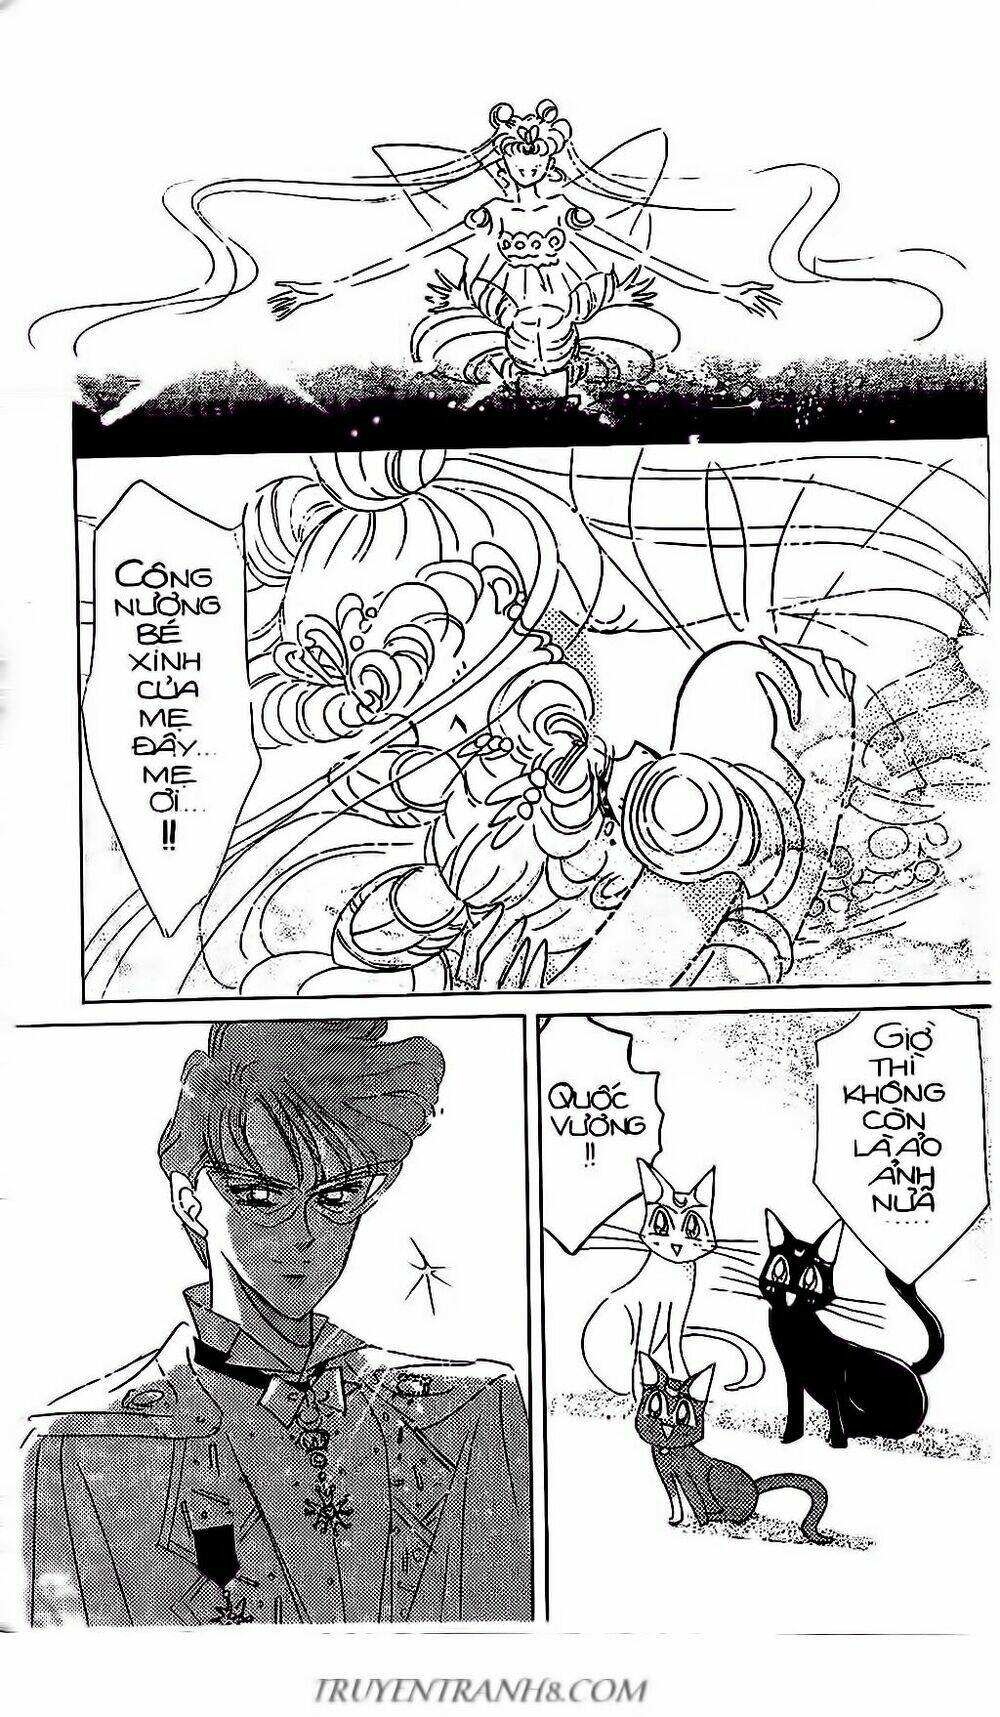 CÔNG
NƯƠNG
BÉ
XINH
CỦA
MẸ
ĐÂY...
MẸ
ƠI...
!!
GIỜ
THÌ
KHÔNG
CÒN
LÀ ẢO
ẢNH
NỮA
.....
QUỐC
VƯƠNG
!!
TRUYENTRANH8.COM